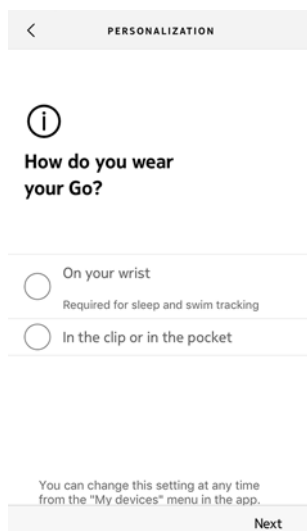 PERSONALIZATION
How do you wear
your Go?
On your wrist
Required for sleep and swim tracking
In the clip or in the pocket
You can change this setting at any time
from the "My devices" menu in the app.
Next